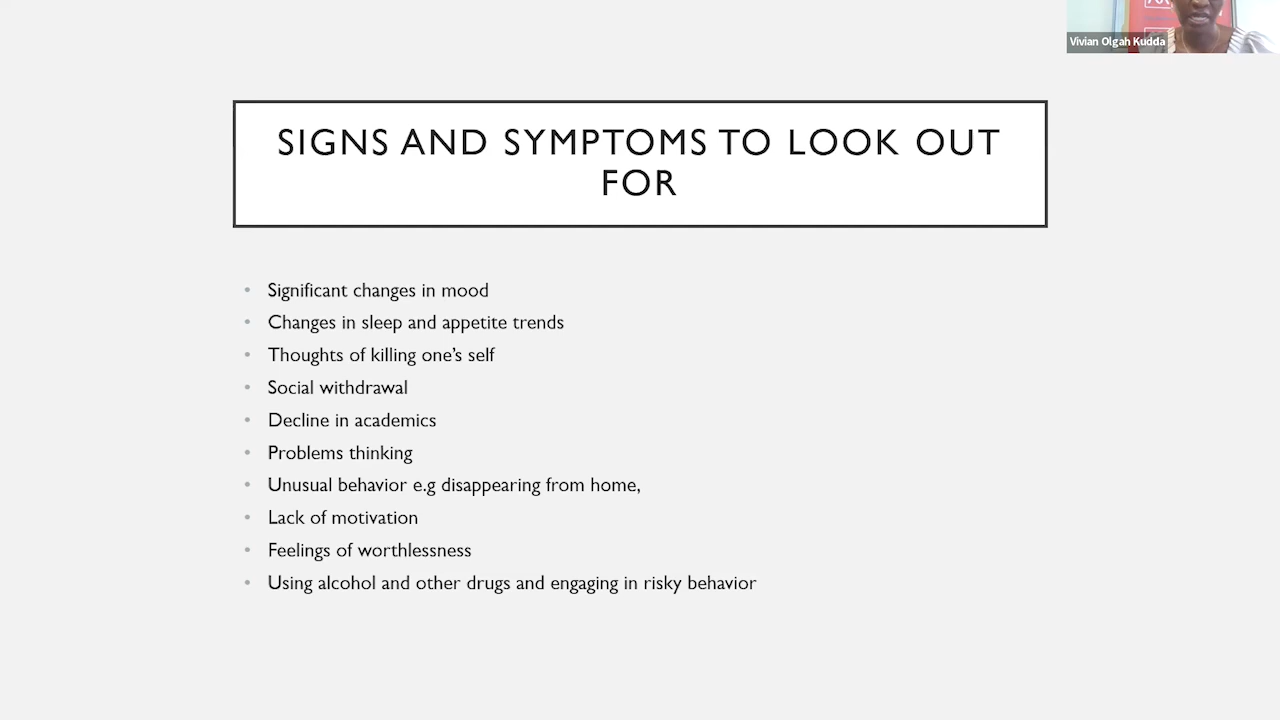 Vivian Olgah Kudda
SIGNS AND SYMPTOMS TO LOOK OUT
FOR
• Significant changes in mood
• Changes in sleep and appetite trends
• Thoughts of killing one’s self
• Social withdrawal
• Decline in academics
• Problems thinking
• Unusual behavior e.g disappearing from home,
• Lack of motivation
• Feelings of worthlessness
• Using alcohol and other drugs and engaging in risky behavior